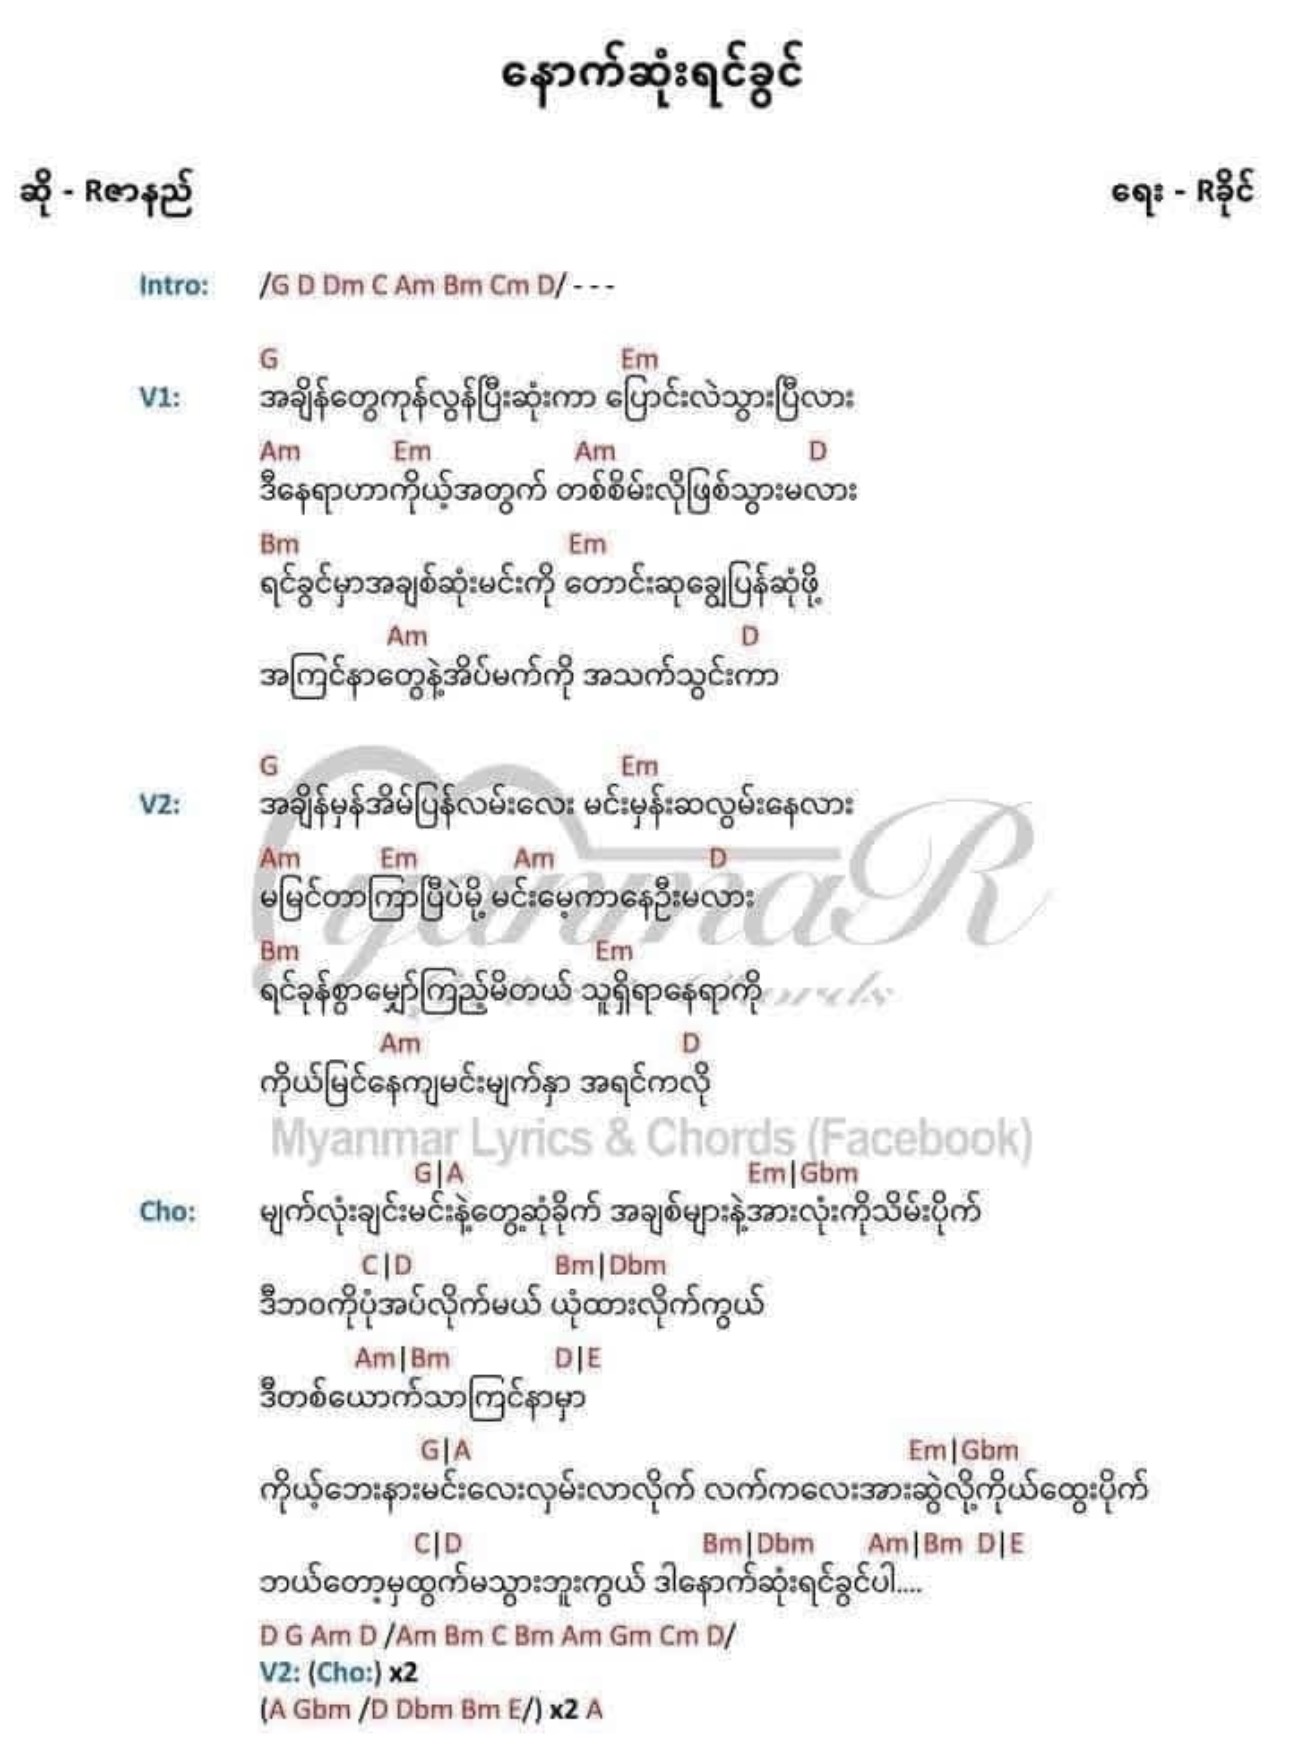 နောက်ဆုံးရင်ခွင်
ဆို - Rဇာနည်
ရေး - Rခိုင်
Intro: /G D Dm C Am Bm Cm D/ - - -
G Em
V1: အချိန်တွေကုန်လွန်ပြီးဆုံးကာ ပြောင်းလဲသွားပြီလား
Am Em Am D
ဒီနေရာဟာကိုယ့်အတွက် တစ်စိမ်းလိုဖြစ်သွားမလား
Bm Em
ရင်ခွင်မှာအချစ်ဆုံးမင်းကို တောင်းဆုချွေပြန်ဆုံဖို့
Am D
အကြင်နာတွေနဲ့အိပ်မက်ကို အသက်သွင်းကာ
G Em
V2: အချိန်မှန်အိမ်ပြန်လမ်းလေး မင်းမှန်းဆလွမ်းနေလား
Am Em Am D
မမြင်တာကြာပြီပဲမို့ မင်းမေ့ကာနေဦးမလား
Bm Em
ရင်ခုန်စွာမျှော်ကြည့်မိတယ် သူရှိရာနေရာကို
Am D
ကိုယ်မြင်နေကျမင်းမျက်နှာ အရင်ကလို
Myanmar Lyrics & Chords (Facebook)
G|A Em|Gbm
Cho: မျက်လုံးချင်းမင်းနဲ့တွေ့ဆုံခိုက် အချစ်များနဲ့အားလုံးကိုသိမ်းပိုက်
C|D Bm|Dbm
ဒီဘဝကိုပုံအပ်လိုက်မယ် ယုံထားလိုက်ကွယ်
Am|Bm D|E
ဒီတစ်ယောက်သာကြင်နာမှာ
G|A Em|Gbm
ကိုယ့်ဘေးနားမင်းလေးလှမ်းလာလိုက် လက်ကလေးအားဆွဲလို့ကိုယ်ထွေးပိုက်
C|D Bm|Dbm Am|Bm D|E
ဘယ်တော့မှထွက်မသွားဘူးကွယ် ဒါနောက်ဆုံးရင်ခွင်ပါ....
D G Am D /Am Bm C Bm Am Gm Cm D/
V2: (Cho:) x2
(A Gbm /D Dbm Bm E/) x2 A